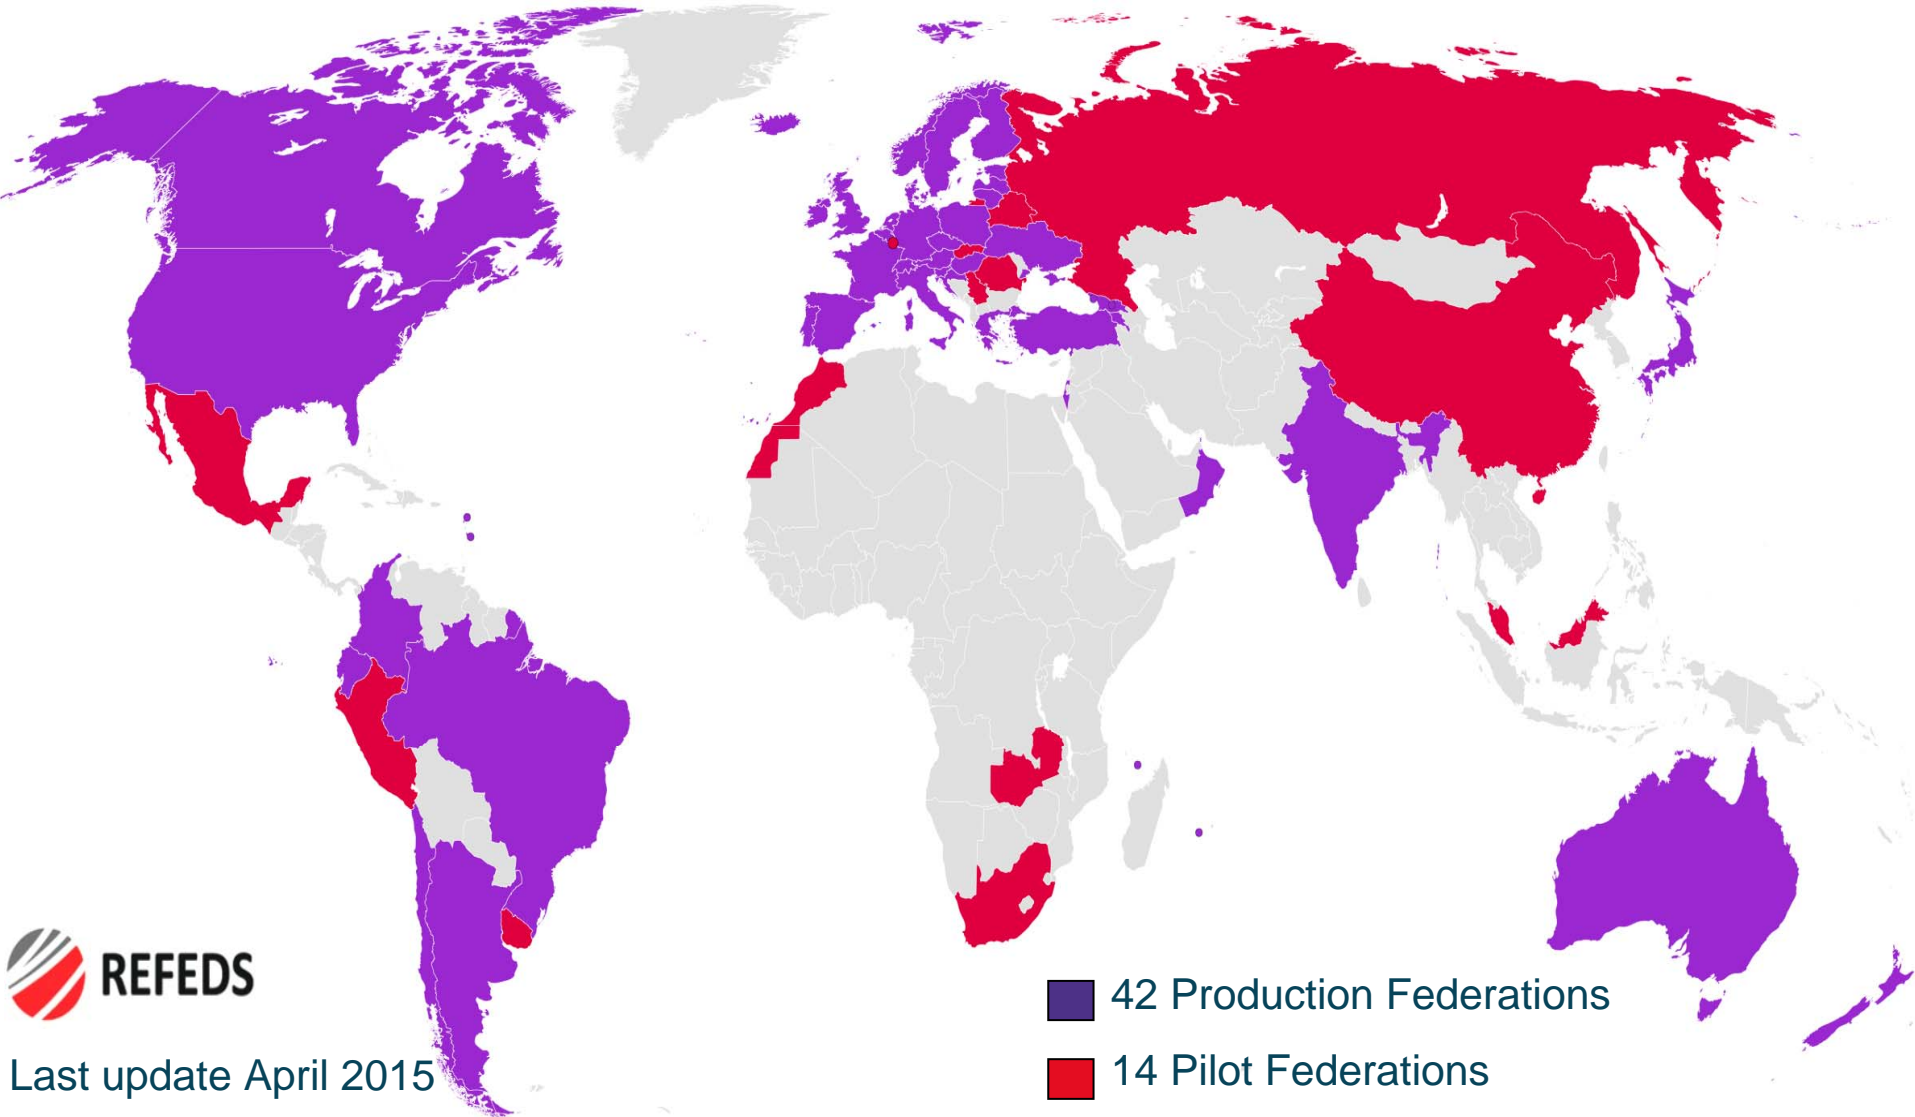 REFEDS
Last update April 2015
42 Production Federations
14 Pilot Federations